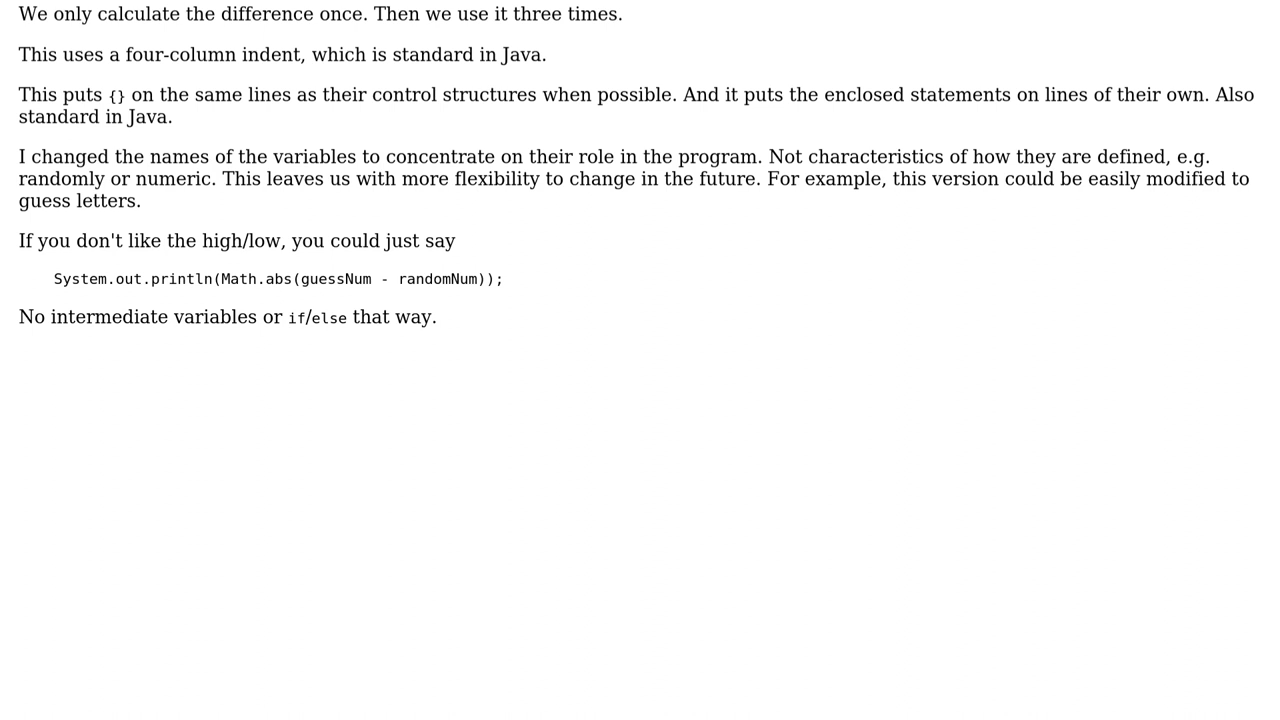 We only calculate the difference once. Then we use it three times.
This uses a four-column indent, which is standard in Java.
This puts {} on the same lines as their control structures when possible. And it puts the enclosed statements on lines of their own. Also
standard in Java.
I changed the names of the variables to concentrate on their role in the program. Not characteristics of how they are defined, e.g.
randomly or numeric. This leaves us with more flexibility to change in the future. For example, this version could be easily modified to
guess letters.
If you don't like the high/low, you could just say
System.out.println(Math.abs(guessNum - randomNum));
No intermediate variables or if/else that way.